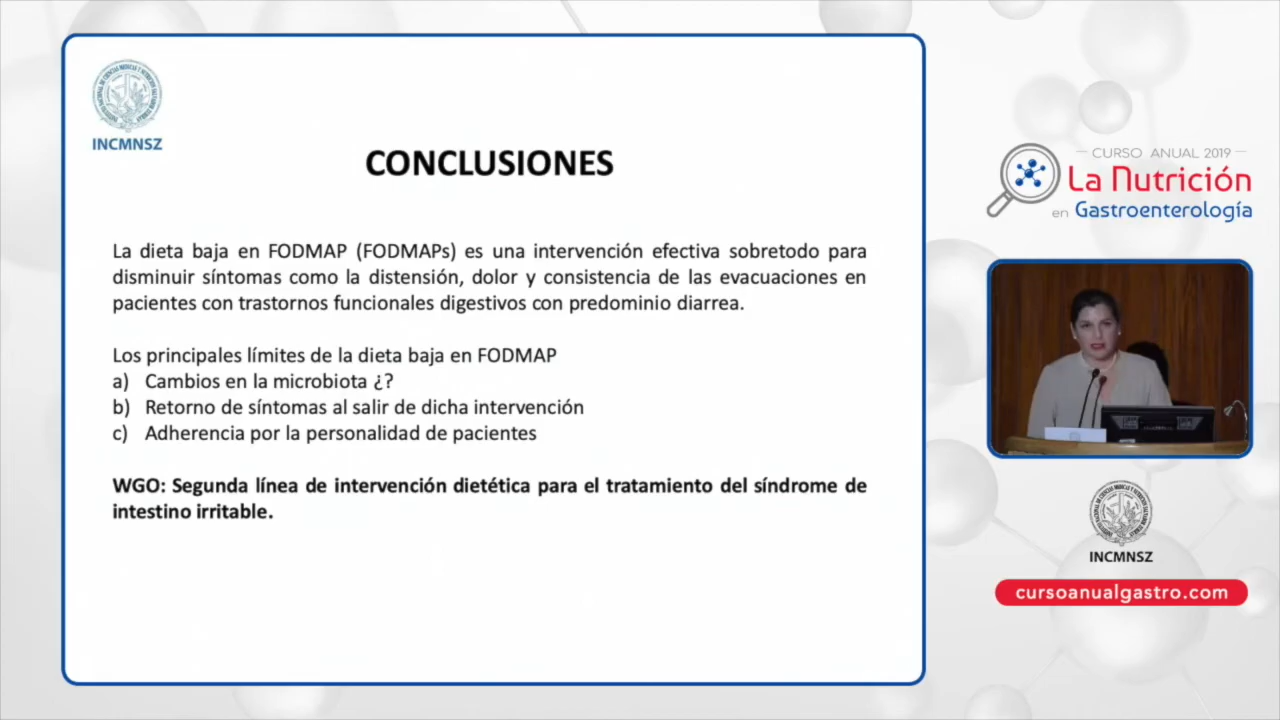 INCMNSZ
CONCLUSIONES
La dieta baja en FODMAP (FODMAPs) es una intervención efectiva sobretodo para
disminuir síntomas como la distensión, dolor y consistencia de las evacuaciones en
pacientes con trastornos funcionales digestivos con predominio diarrea.
Los principales límites de la dieta baja en FODMAP
a) Cambios en la microbiota ¿?
b) Retorno de síntomas al salir de dicha intervención
c) Adherencia por la personalidad de pacientes
WGO: Segunda línea de intervención dietética para el tratamiento del síndrome de
intestino irritable.
CURSO ANUAL 2019
La Nutrición
en Gastroenterología
INCMNSZ
cursoanualgastro.com